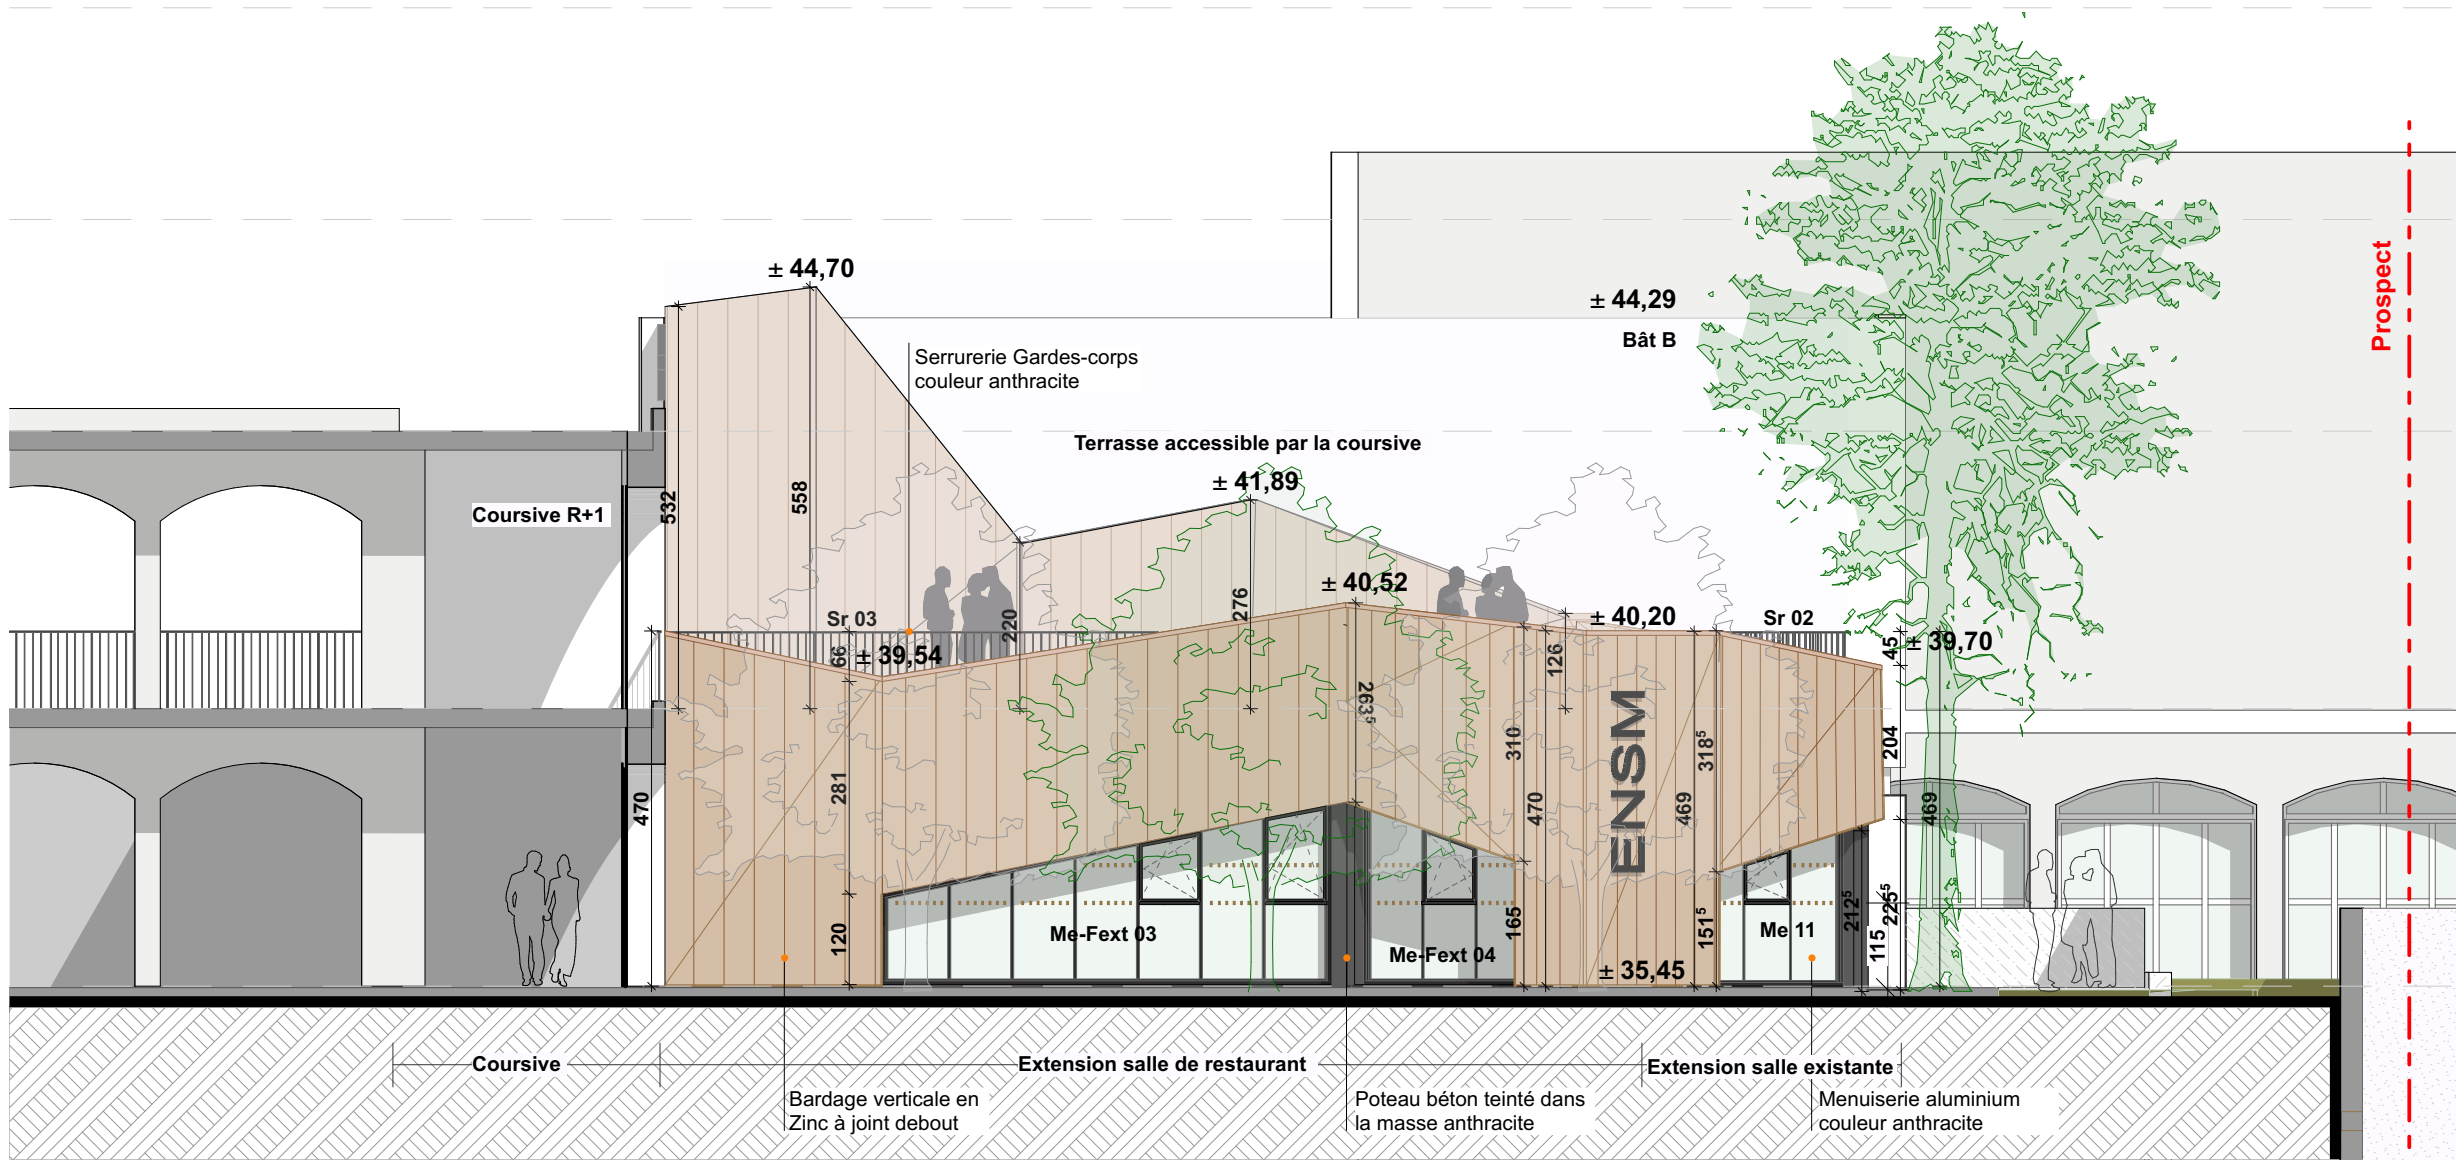 ± 44,70
± 44,29
Bât B
Prospect
Serrurerie Gardes-corps
couleur anthracite
Terrasse accessible par la coursive
± 41,89
Coursive R+1
532
558
220
276
± 40,52
± 40,20
Sr 03
Sr 02
66
± 39,54
126
45
± 39,70
263⁵
310
318⁵
204
281
470
470
469
469
ENSM
120
Me-Fext 03
Me-Fext 04
165
151⁵
Me 11
212⁵
225⁵
115
± 35,45
Coursive
Extension salle de restaurant
Extension salle existante
Bardage verticale en
Zinc à joint debout
Poteau béton teinté dans
la masse anthracite
Menuiserie aluminium
couleur anthracite